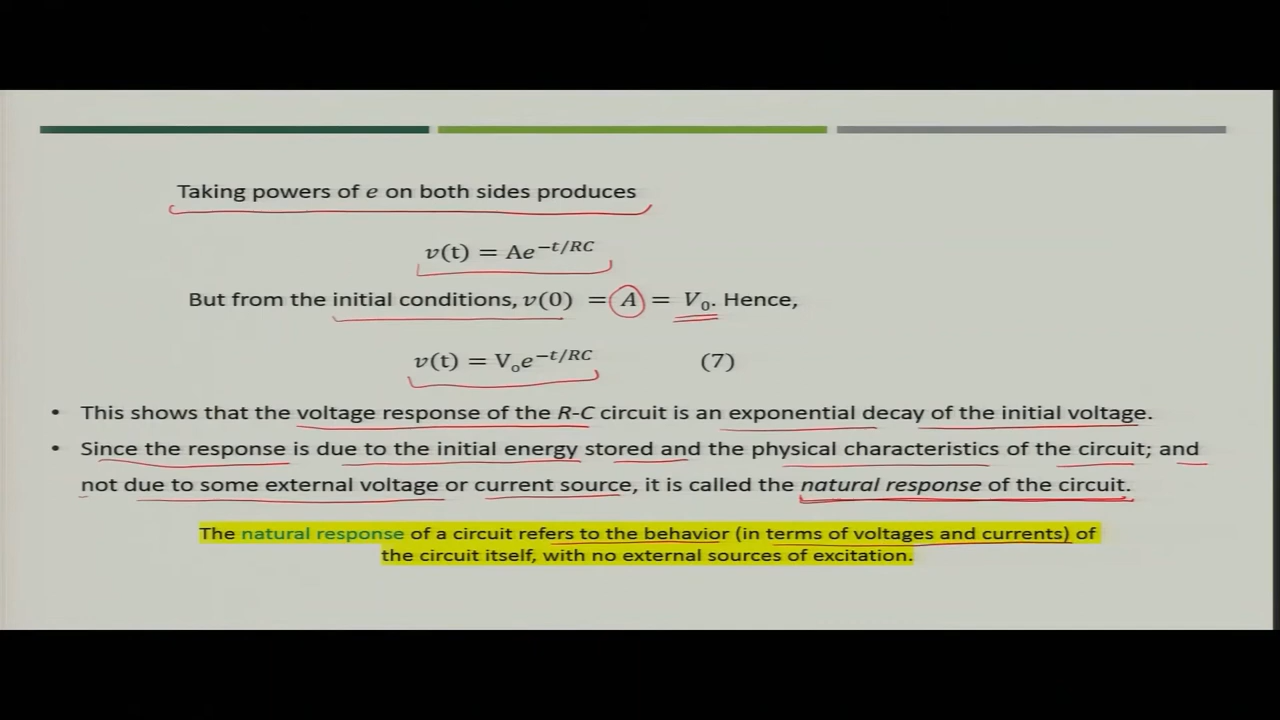 Taking powers of e on both sides produces
v(t) = Ae^{-t/RC}
But from the initial conditions, v(0) = A = V₀. Hence,
v(t) = V₀e^{-t/RC} (7)
• This shows that the voltage response of the R-C circuit is an exponential decay of the initial voltage.
• Since the response is due to the initial energy stored and the physical characteristics of the circuit; and
not due to some external voltage or current source, it is called the natural response of the circuit.
The natural response of a circuit refers to the behavior (in terms of voltages and currents) of
the circuit itself, with no external sources of excitation.